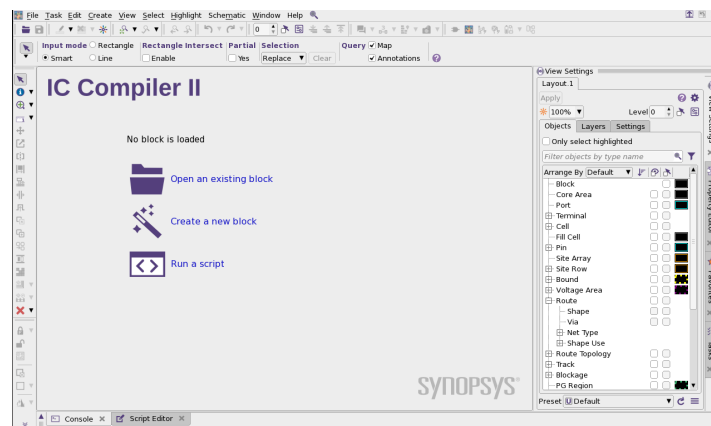 File Task Edit Create View Select Highlight Schematic Window Help
0
Input mode Rectangle Rectangle Intersect Partial Selection Query Map
Smart Line Enable Yes Replace Clear Annotations
View Settings
Layout.1
Apply
100% Level 0
Objects Layers Settings
Only select highlighted
Filter objects by type name
Arrange By Default
Block
Core Area
Port
Terminal
Cell
Fill Cell
Pin
Site Array
Site Row
Bound
Voltage Area
Route
Shape
Via
Net Type
Shape Use
Route Topology
Track
Blockage
PG Region
Preset Default
IC Compiler II
No block is loaded
Open an existing block
Create a new block
Run a script
SYNOPSYS®
Console Script Editor
Property Editor
Favorites